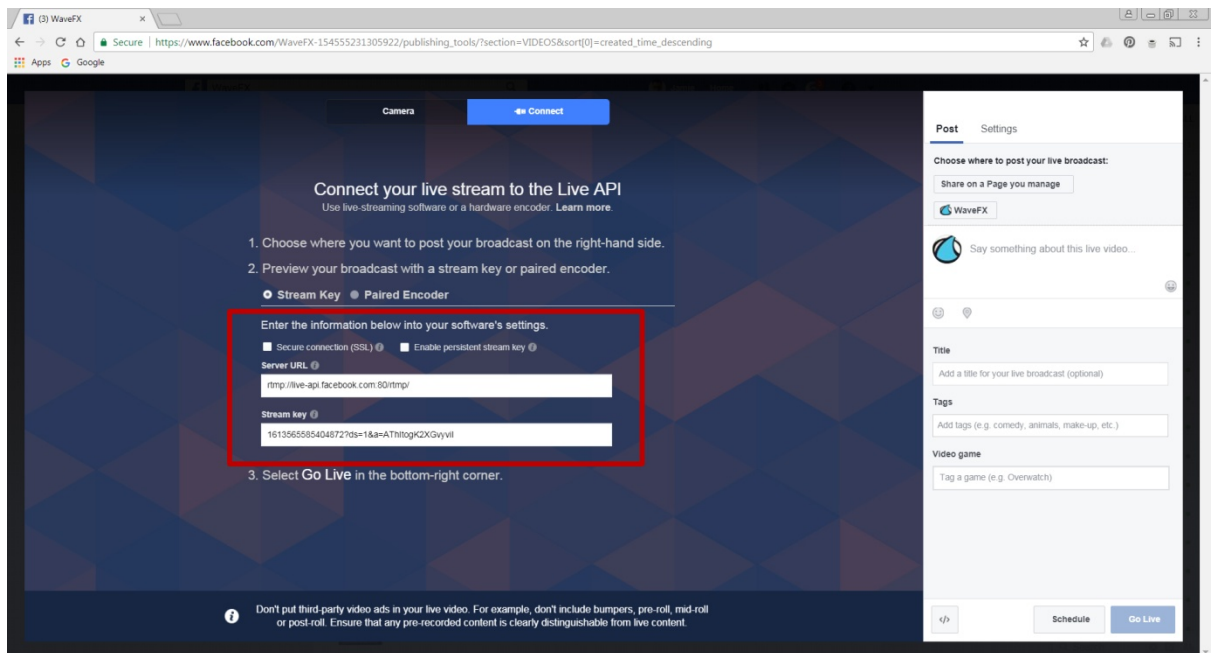 (3) WaveFX
Secure https://www.facebook.com/WaveFX-154555231305922/publishing_tools/?section=VIDEOS&sort[0]=created_time_descending
Apps Google
Camera Connect
Connect your live stream to the Live API
Use live-streaming software or a hardware encoder. Learn more.
1. Choose where you want to post your broadcast on the right-hand side.
2. Preview your broadcast with a stream key or paired encoder.
Stream Key Paired Encoder
Enter the information below into your software's settings.
Secure connection (SSL) Enable persistent stream key
Server URL
rtmp://live-api.facebook.com:80/rtmp/
Stream key
1613565585404872?ds=1&a=AThItogK2XGvyvil
3. Select Go Live in the bottom-right corner.
Don't put third-party video ads in your live video. For example, don't include bumpers, pre-roll, mid-roll
or post-roll. Ensure that any pre-recorded content is clearly distinguishable from live content.
Post Settings
Choose where to post your live broadcast:
Share on a Page you manage
WaveFX
Say something about this live video...
Title
Add a title for your live broadcast (optional)
Tags
Add tags (e.g. comedy, animals, make-up, etc.)
Video game
Tag a game (e.g. Overwatch)
</> Schedule Go Live